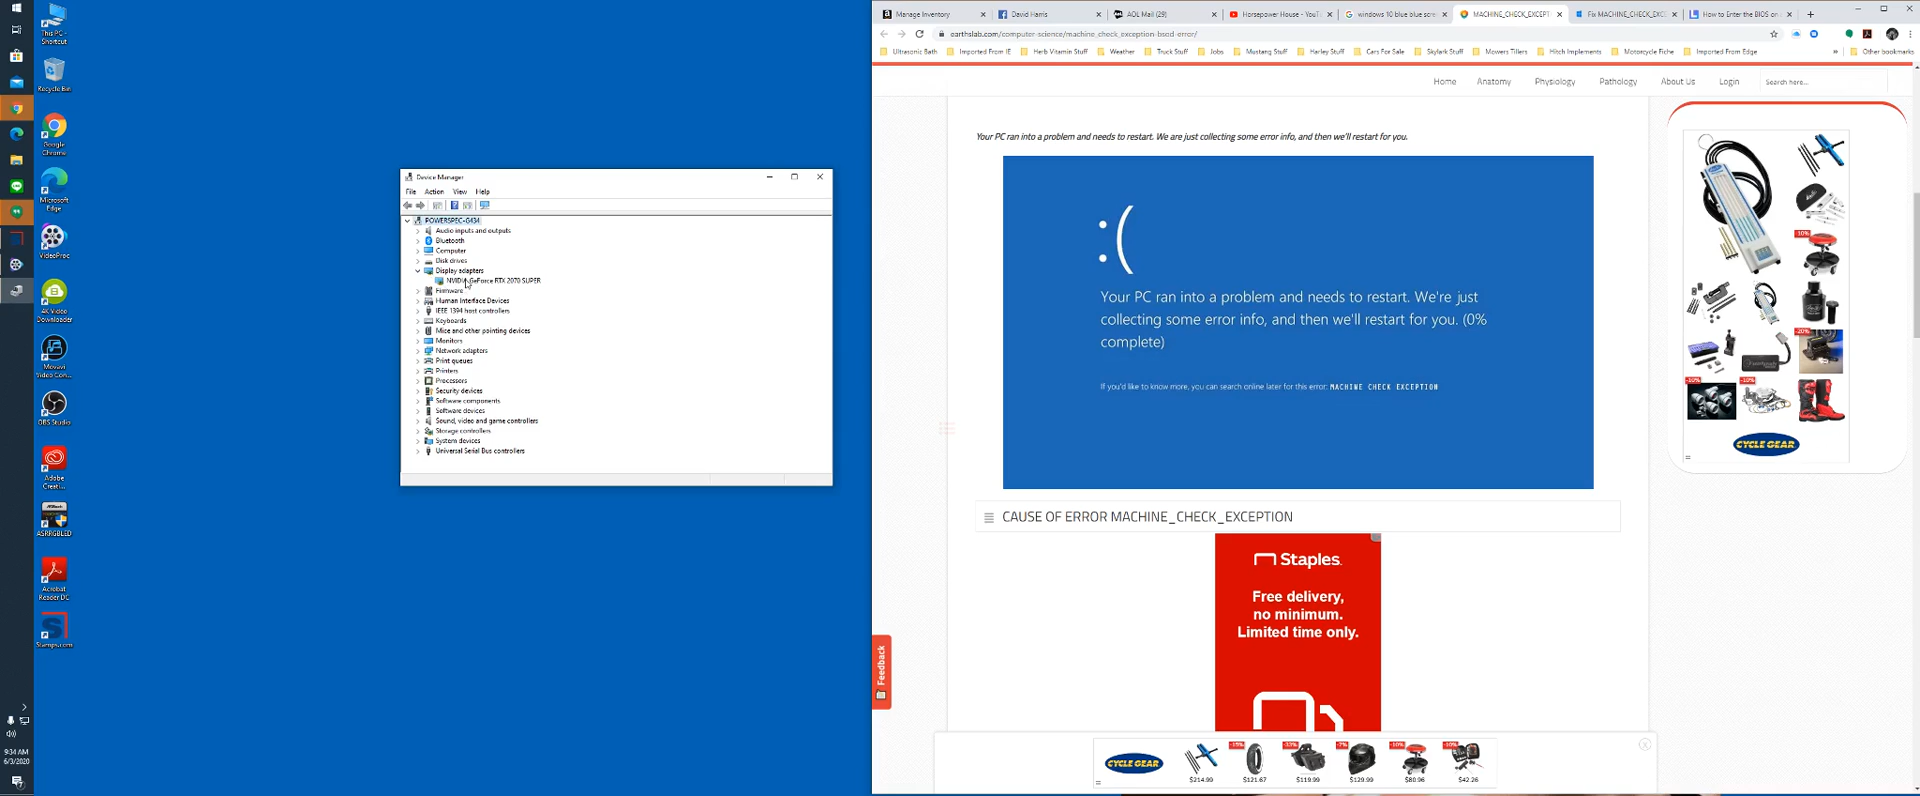 This PC -
Shortcut
Recycle Bin
Google
Chrome
Microsoft
Edge
VideoProc
4K Video
Downloader
Movavi
Video Con...
OBS Studio
Adobe
Creati...
ASRRGBLED
Acrobat
Reader DC
Stamps.com
9:34 AM
6/3/2020
Device Manager
File Action View Help
POWERSPEC-G434
Audio inputs and outputs
Bluetooth
Computer
Disk drives
Display adapters
NVIDIA GeForce RTX 2070 SUPER
Firmware
Human Interface Devices
IEEE 1394 host controllers
Keyboards
Mice and other pointing devices
Monitors
Network adapters
Print queues
Printers
Processors
Security devices
Software components
Software devices
Sound, video and game controllers
Storage controllers
System devices
Universal Serial Bus controllers
Manage Inventory
David Harris
AOL Mail (29)
Horsepower House - YouT
windows 10 blue blue scre
MACHINE_CHECK_EXCEPT
Fix MACHINE_CHECK_EXC
How to Enter the BIOS or
earthslab.com/computer-science/machine_check_exception-bsod-error/
Ultrasonic Bath Imported From IE Herb Vitamin Stuff Weather Truck Stuff Jobs Mustang Stuff Harley Stuff Cars For Sale Skylark Stuff Mowers Tillers Hitch Implements Motorcycle Fiche Imported From Edge » Other bookmarks
Home Anatomy Physiology Pathology About Us Login Search here...
Your PC ran into a problem and needs to restart. We are just collecting some error info, and then we'll restart for you.
:(
Your PC ran into a problem and needs to restart. We're just
collecting some error info, and then we'll restart for you. (0%
complete)
If you'd like to know more, you can search online later for this error: MACHINE CHECK EXCEPTION
CAUSE OF ERROR MACHINE_CHECK_EXCEPTION
Staples.
Free delivery,
no minimum.
Limited time only.
Feedback
-10%
-20%
-10%
-10%
CYCLE GEAR
CYCLE GEAR
-15% -33% -7% -10% -10%
$214.99 $121.67 $119.99 $129.99 $80.96 $42.26